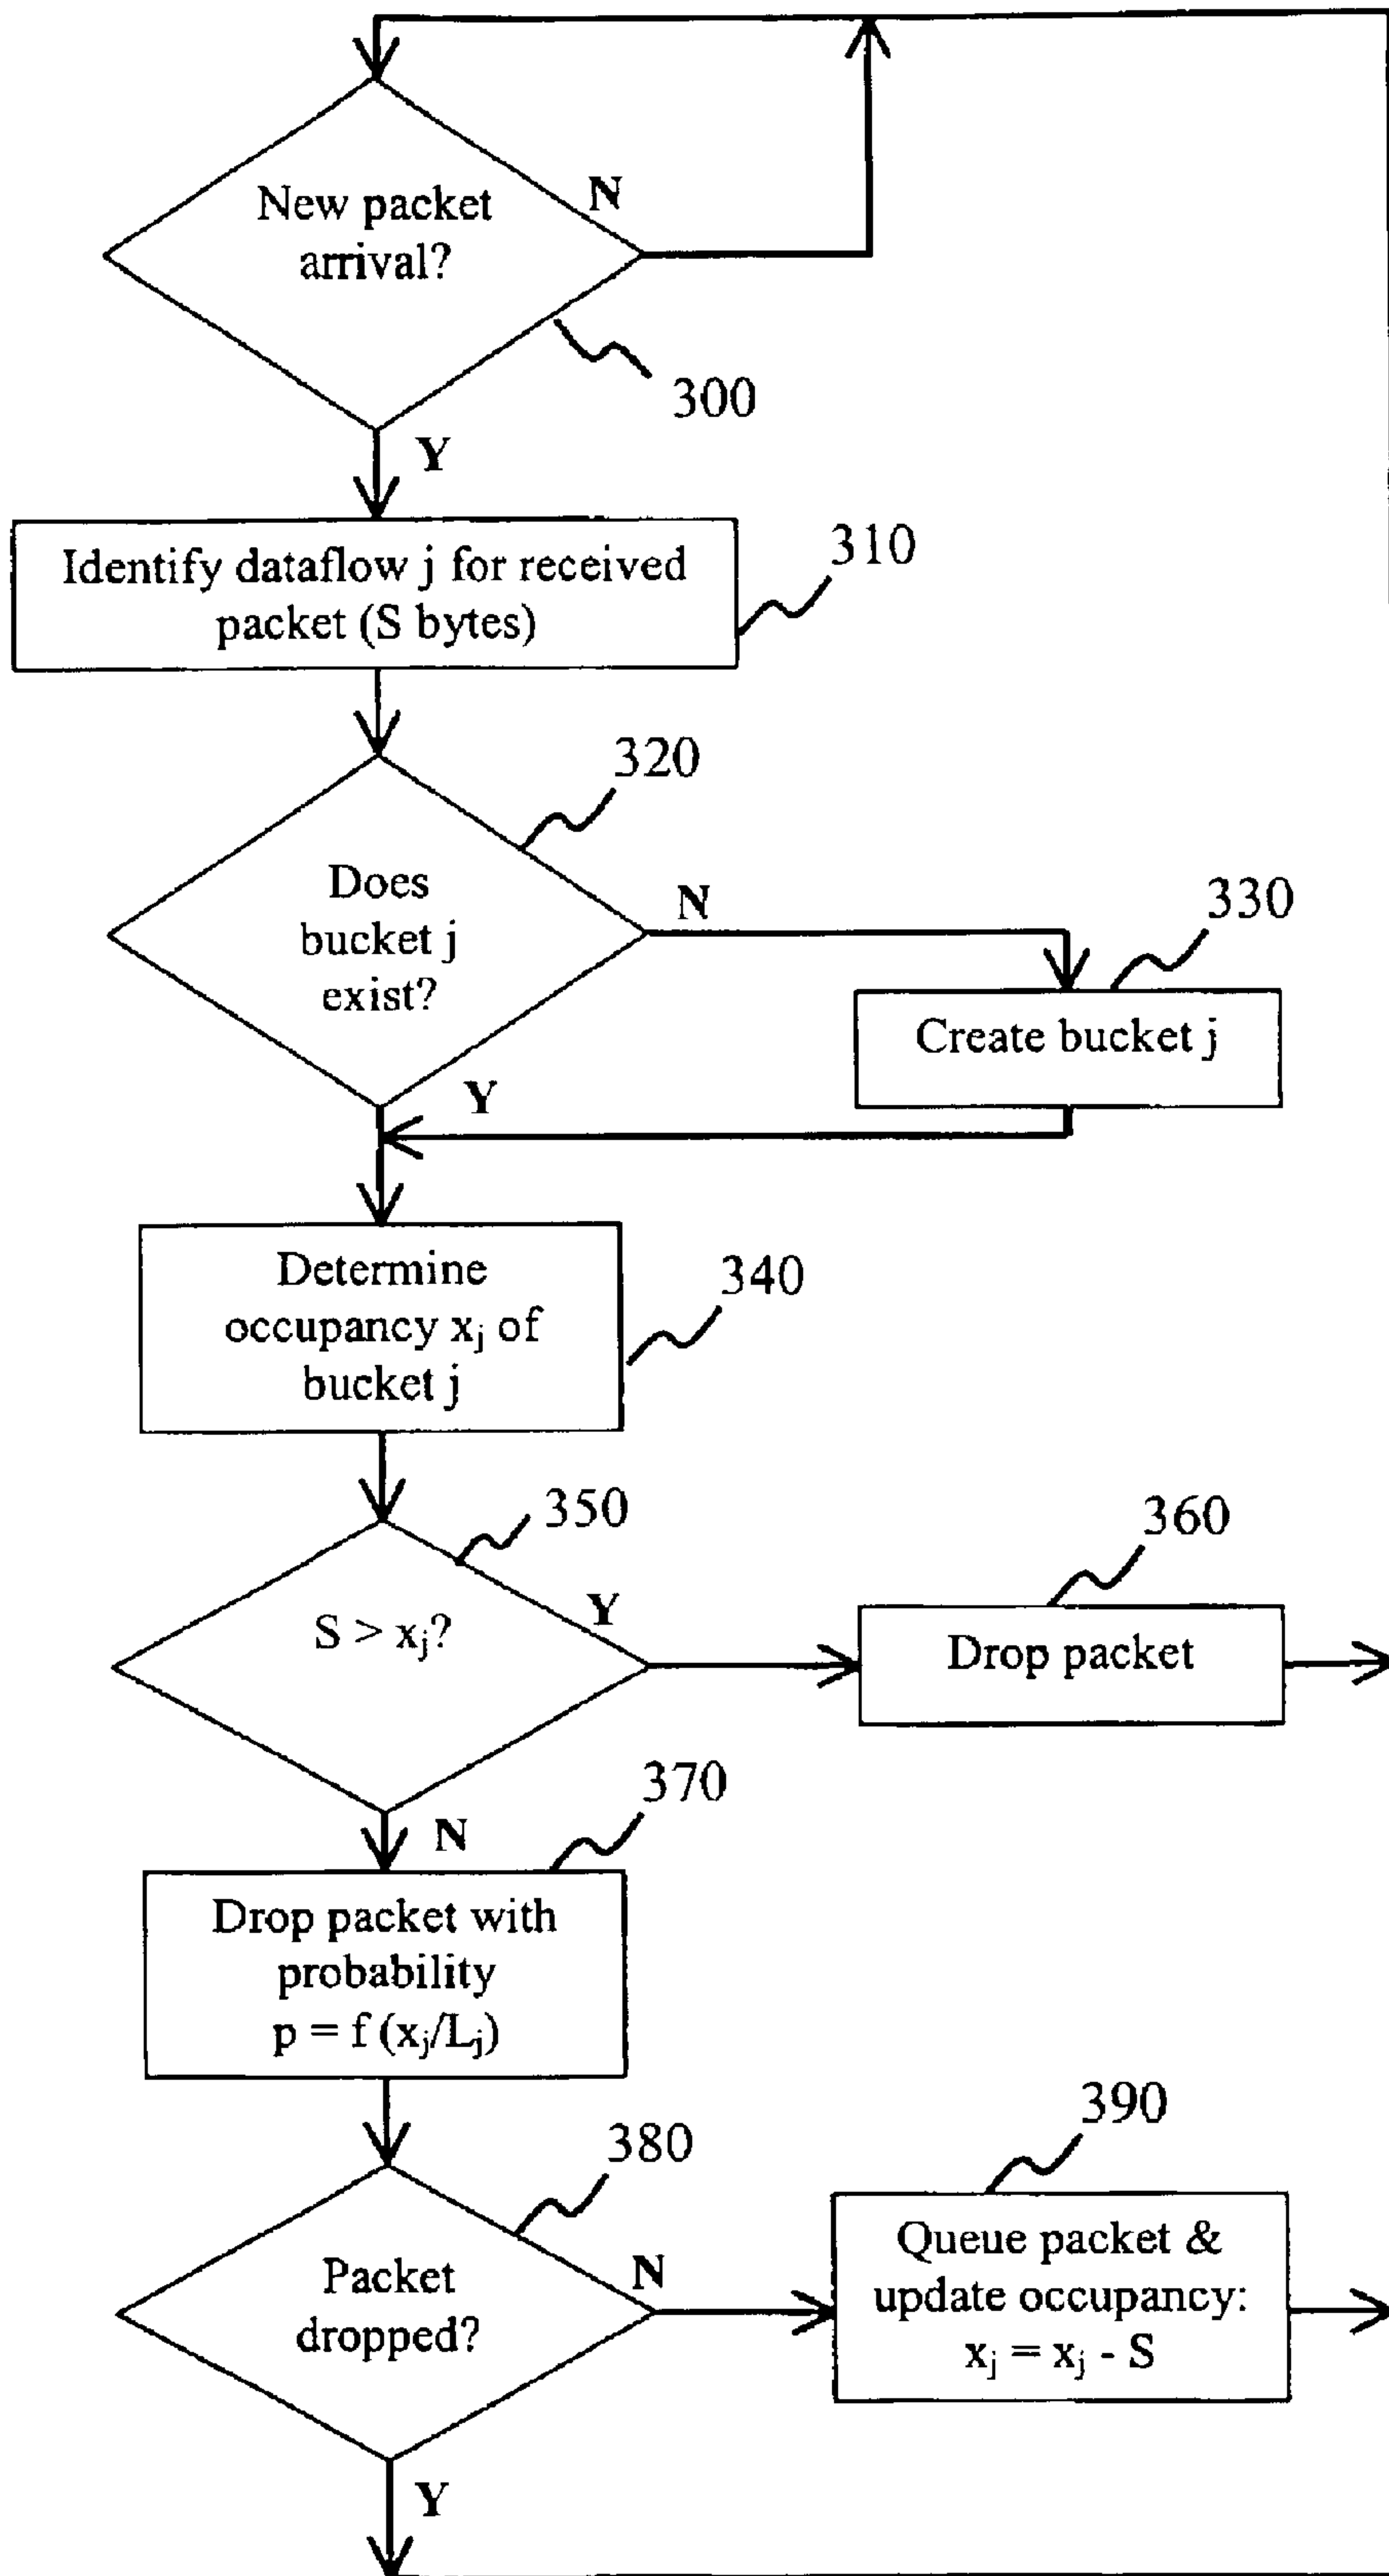 New packet
arrival?
N
300
Y
Identify dataflow j for received
packet (S bytes)
310
320
Does
bucket j
exist?
N
330
Create bucket j
Y
Determine
occupancy xj of
bucket j
340
350
S > xj?
Y
360
Drop packet
370
N
Drop packet with
probability
p = f (xj/Lj)
380
390
Packet
dropped?
N
Queue packet &
update occupancy:
xj = xj - S
Y